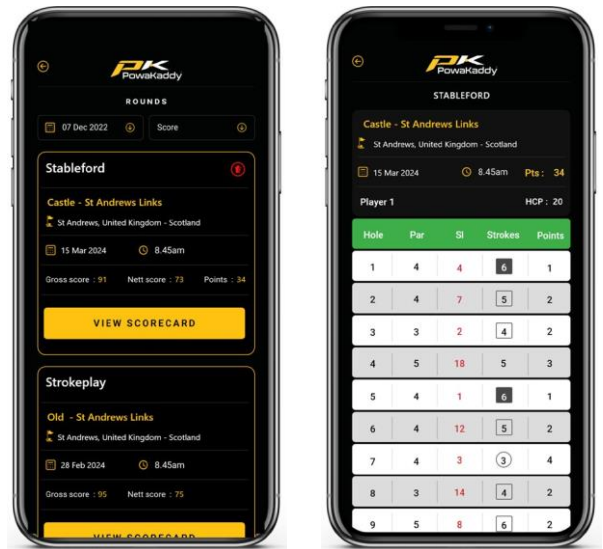 PK
PowaKaddy
ROUNDS
07 Dec 2022 Score
Stableford
Castle - St Andrews Links
St Andrews, United Kingdom - Scotland
15 Mar 2024 8.45am
Gross score : 91 Nett score : 73 Points : 34
VIEW SCORECARD
Strokeplay
Old - St Andrews Links
St Andrews, United Kingdom - Scotland
28 Feb 2024 8.45am
Gross score : 95 Nett score : 75
VIEW SCORECARD
PK
PowaKaddy
STABLEFORD
Castle - St Andrews Links
St Andrews, United Kingdom - Scotland
15 Mar 2024 8.45am Pts: 34
Player 1 HCP : 20
Hole Par SI Strokes Points
1 4 4 6 1
2 4 7 5 2
3 3 2 4 2
4 5 18 5 3
5 4 1 6 1
6 4 12 5 2
7 4 3 3 4
8 3 14 4 2
9 5 8 6 2